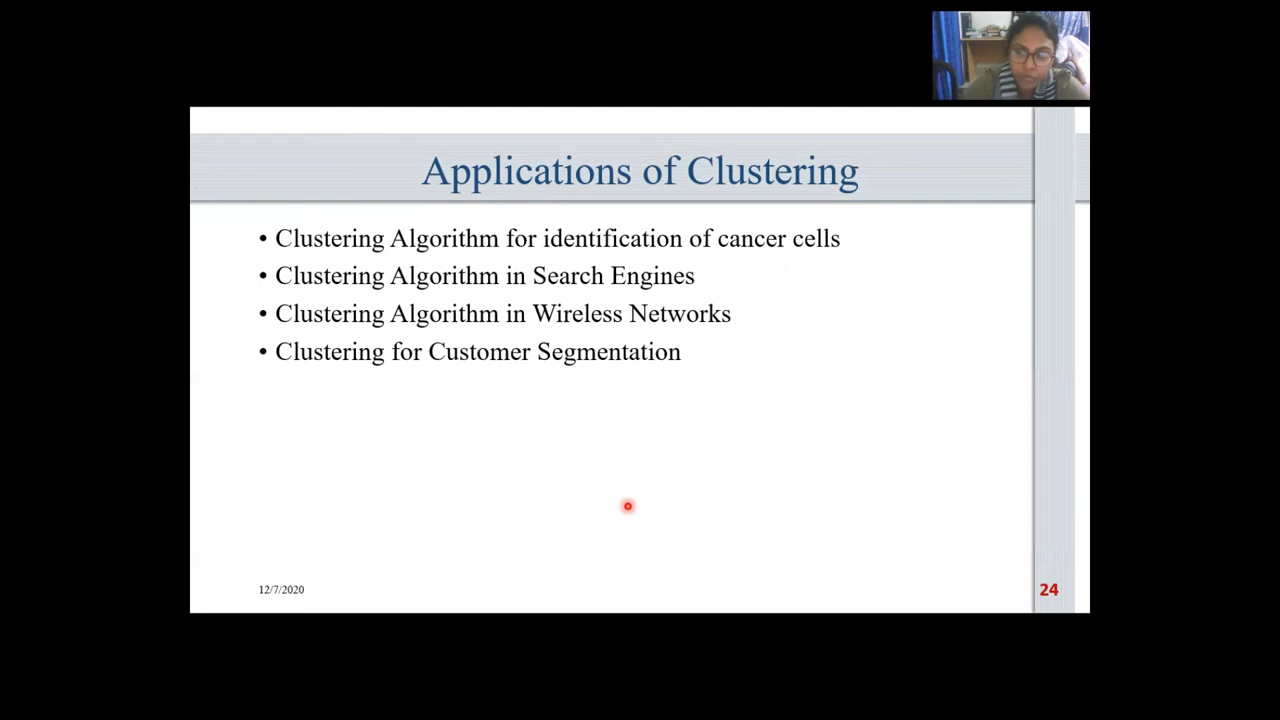 Applications of Clustering
• Clustering Algorithm for identification of cancer cells
• Clustering Algorithm in Search Engines
• Clustering Algorithm in Wireless Networks
• Clustering for Customer Segmentation
12/7/2020
24